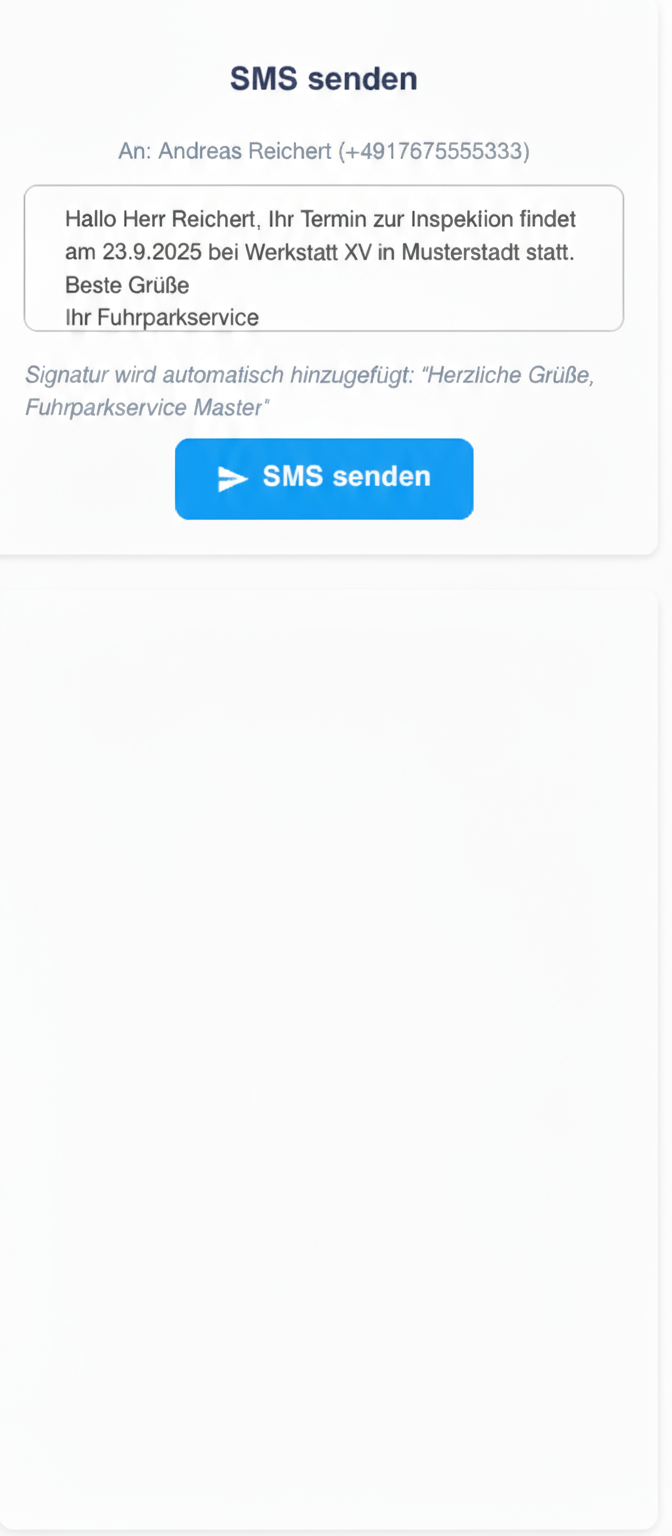 SMS senden
An: Andreas Reichert (+4917675555333)
Hallo Herr Reichert, Ihr Termin zur Inspekliion findet
am 23.9.2025 bei Werkstatt XV in Musterstadt statt.
Beste Grüße
Ihr Fuhrparkservice
Signatur wird automatisch hinzugefügt: "Herzliche Grüße,
Fuhrparkservice Master"
SMS senden